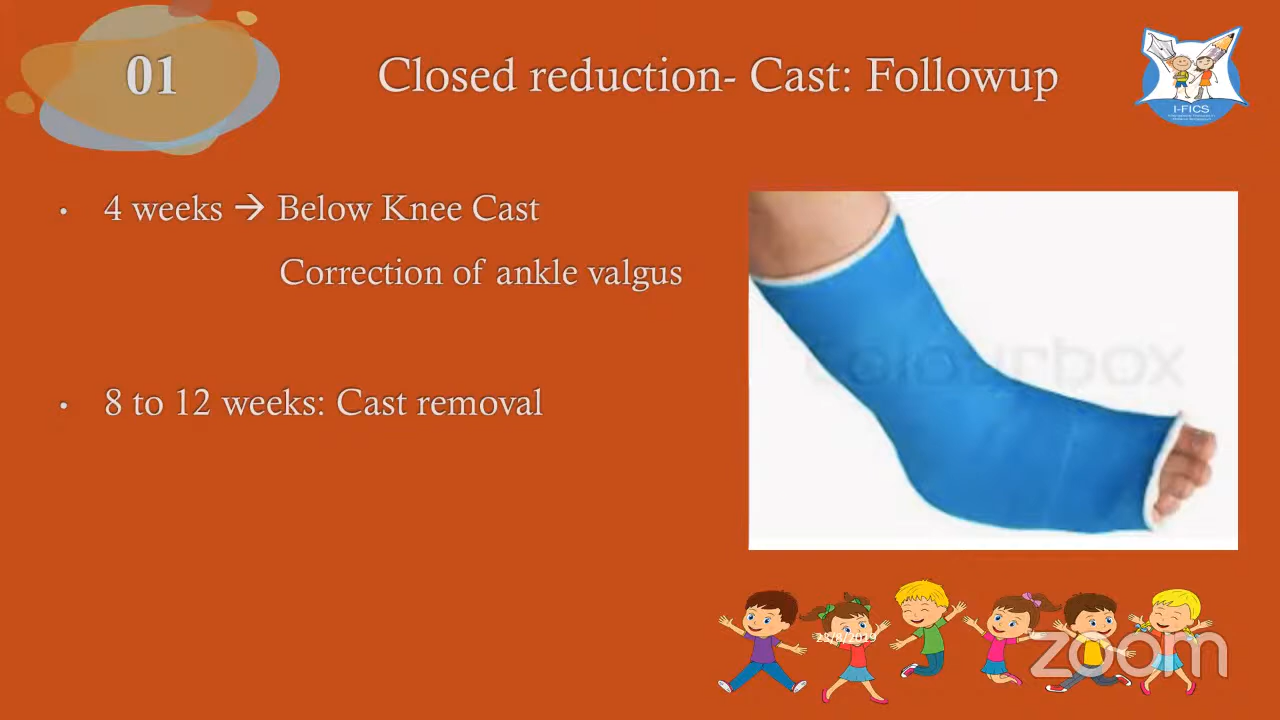 01
Closed reduction- Cast: Followup
I-FICS
• 4 weeks → Below Knee Cast
Correction of ankle valgus
• 8 to 12 weeks: Cast removal
colourbox
zoom